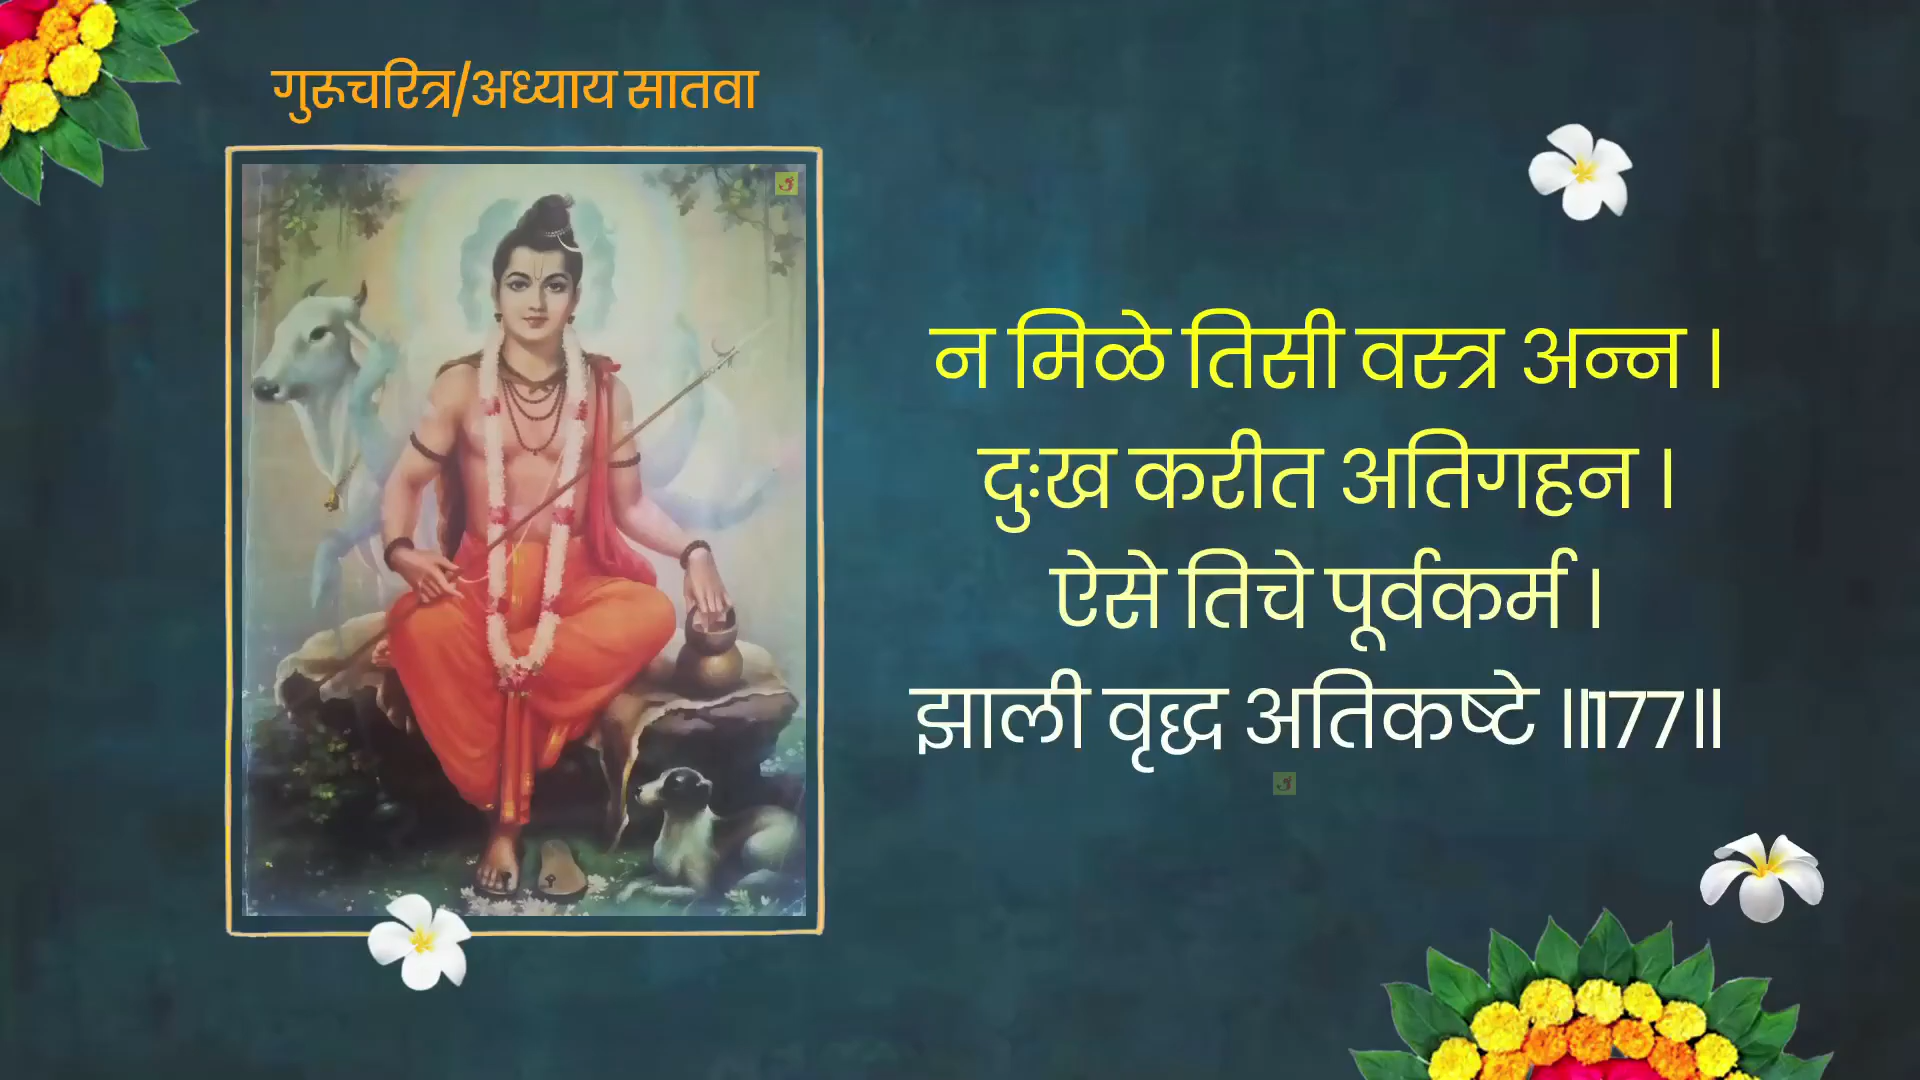 गुरूचरित्र/अध्याय सातवा
न मिळे तिसी वस्त्र अन्न ।
दुःख करीत अतिगहन ।
ऐसे तिचे पूर्वकर्म ।
झाली वृद्ध अतिकष्टे ॥177॥